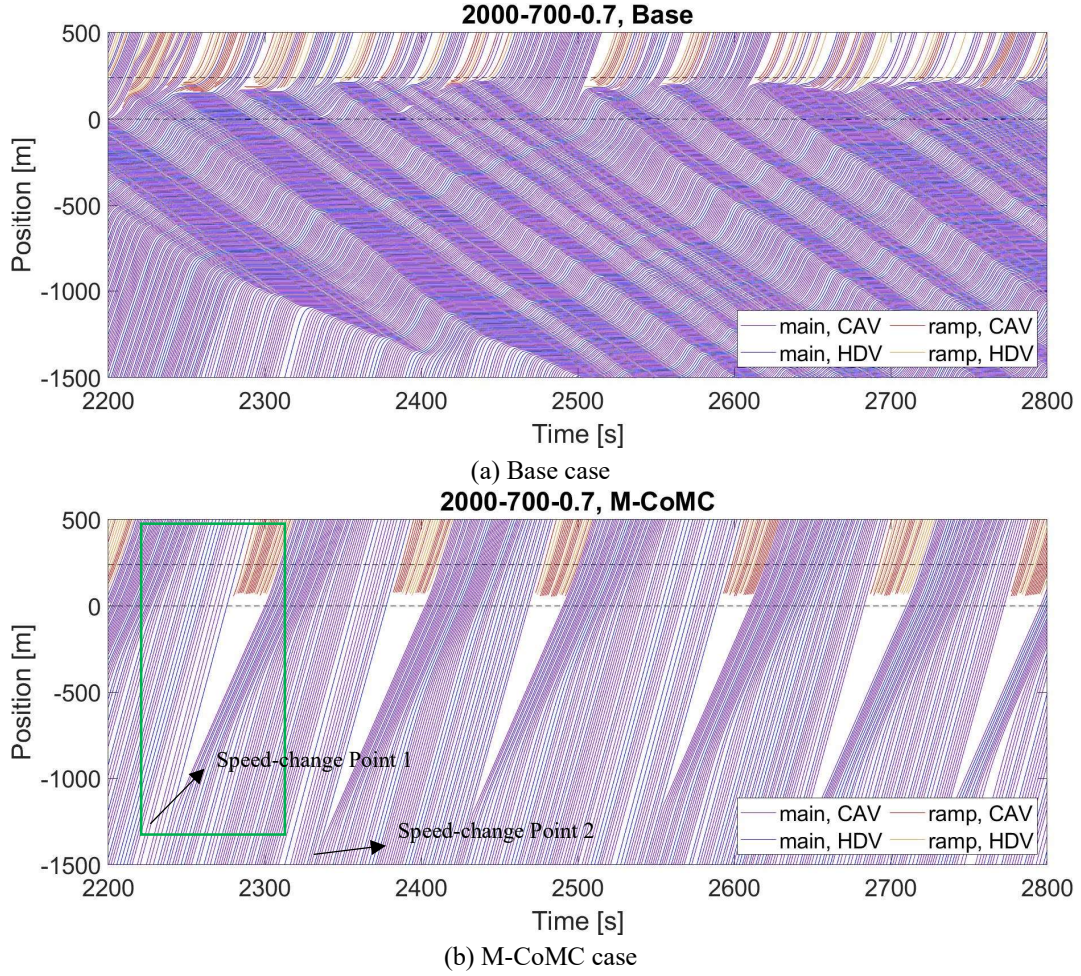 2000-700-0.7, Base
500
0
-500
-1000
-1500
Position [m]
main, CAV ramp, CAV
main, HDV ramp, HDV
2200 2300 2400 2500 2600 2700 2800
Time [s]
(a) Base case
2000-700-0.7, M-CoMC
500
0
-500
-1000
-1500
Position [m]
Speed-change Point 1
Speed-change Point 2
main, CAV ramp, CAV
main, HDV ramp, HDV
2200 2300 2400 2500 2600 2700 2800
Time [s]
(b) M-CoMC case